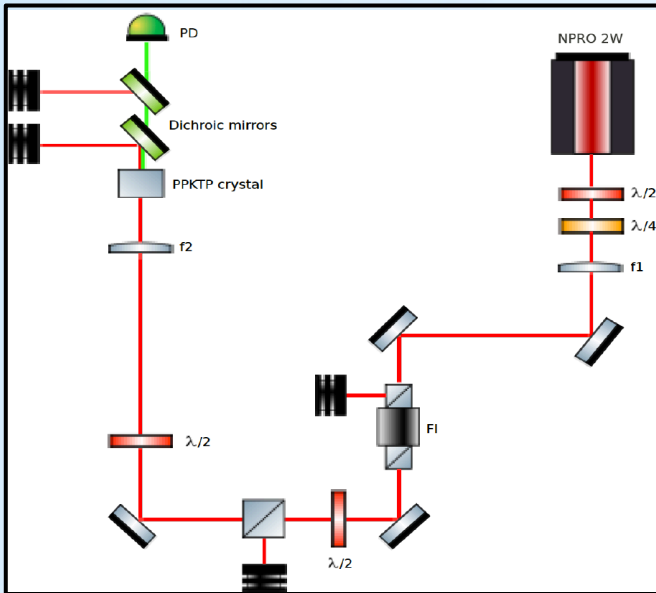 PD
NPRO 2W
Dichroic mirrors
PPKTP crystal
λ/2
λ/4
f2
f1
FI
λ/2
λ/2